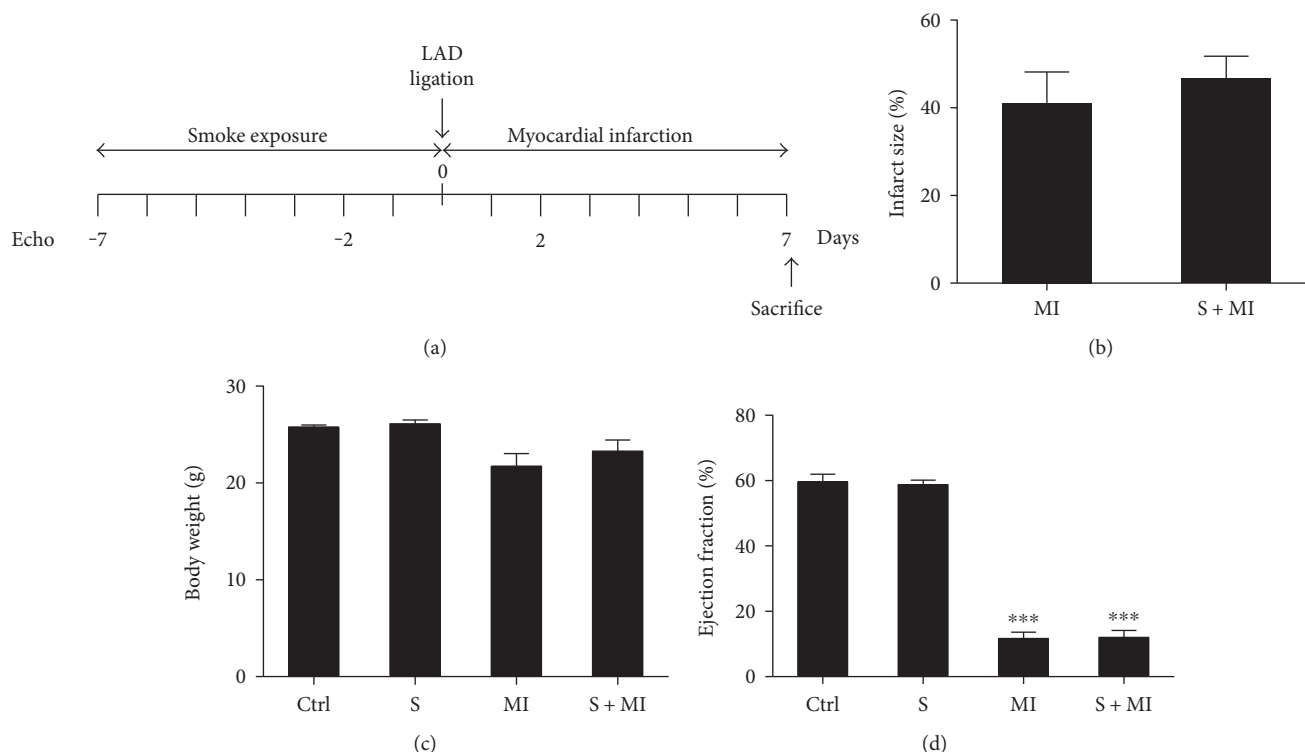 LAD
ligation
Smoke exposure
Myocardial infarction
0
Echo −7 −2 2 7 Days
Sacrifice
(a)
Infarct size (%)
60
40
20
0
MI S + MI
(b)
Body weight (g)
30
20
10
0
Ctrl S MI S + MI
(c)
Ejection fraction (%)
80
60
40
20
0
*** ***
Ctrl S MI S + MI
(d)